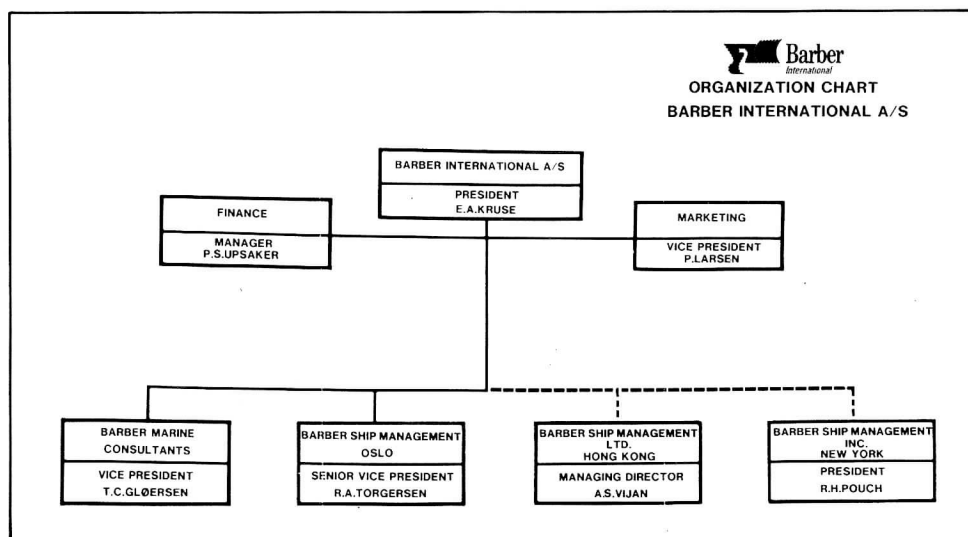 Barber
International
ORGANIZATION CHART
BARBER INTERNATIONAL A/S
BARBER INTERNATIONAL A/S
PRESIDENT
E.A.KRUSE
FINANCE
MANAGER
P.S.UPSAKER
MARKETING
VICE PRESIDENT
P.LARSEN
BARBER MARINE
CONSULTANTS
VICE PRESIDENT
T.C.GLØERSEN
BARBER SHIP MANAGEMENT
OSLO
SENIOR VICE PRESIDENT
R.A.TORGERSEN
BARBER SHIP MANAGEMENT
LTD.
HONG KONG
MANAGING DIRECTOR
A.S.VIJAN
BARBER SHIP MANAGEMENT
INC.
NEW YORK
PRESIDENT
R.H.POUCH